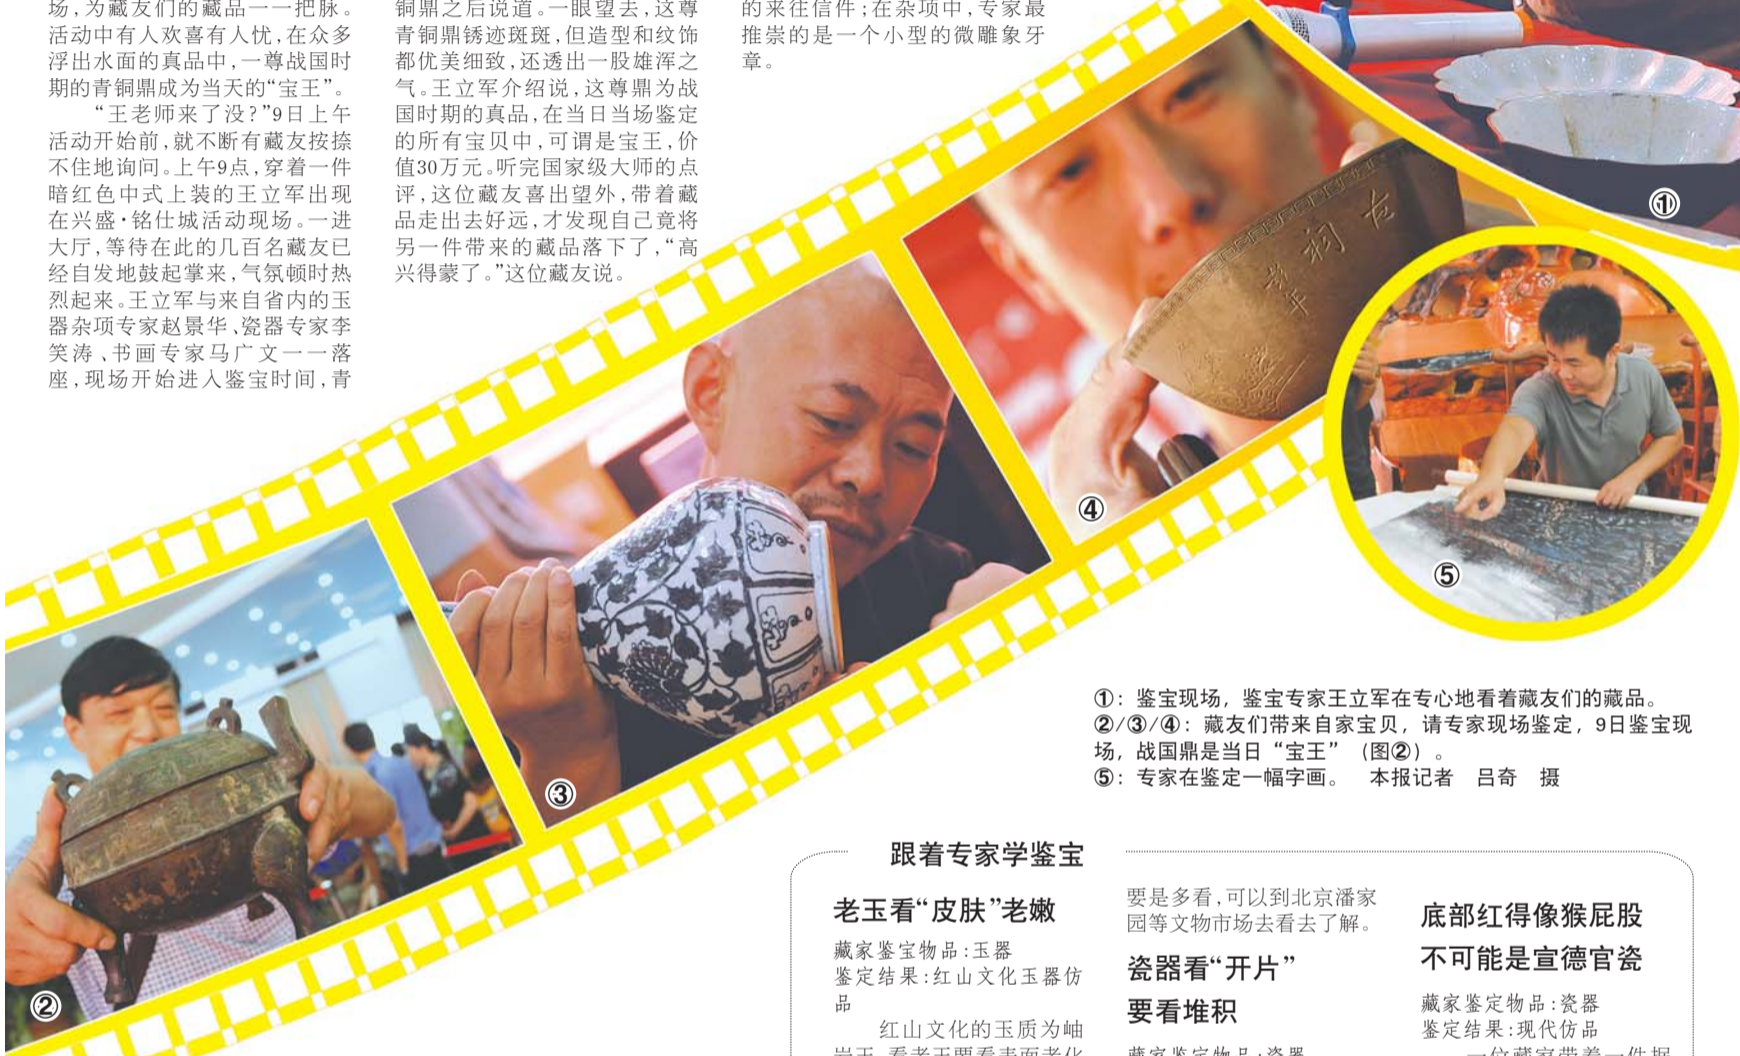 场,为藏友们的藏品一一把脉。
活动中有人欢喜有人忧,在众多
浮出水面的真品中,一尊战国时
期的青铜鼎成为当天的“宝王”。
“王老师来了没?”9日上午
活动开始前,就不断有藏友按捺
不住地询问。上午9点,穿着一件
暗红色中式上装的王立军出现
在兴盛·铭仕城活动现场。一进
大厅,等待在此的几百名藏友已
经自发地鼓起掌来,气氛顿时热
烈起来。王立军与来自省内的玉
器杂项专家赵景华、瓷器专家李
笑涛、书画专家马广文一一落
座,现场开始进入鉴宝时间,青
铜鼎之后说道。一眼望去,这尊
青铜鼎锈迹斑斑,但造型和纹饰
都优美细致,还透出一股雄浑之
气。王立军介绍说,这尊鼎为战
国时期的真品,在当日当场鉴定
的所有宝贝中,可谓是宝王,价
值30万元。听完国家级大师的点
评,这位藏友喜出望外,带着藏
品走出去好远,才发现自己竟将
另一件带来的藏品落下了,“高
兴得蒙了。”这位藏友说。
的来往信件;在杂项中,专家最
推崇的是一个小型的微雕象牙
章。
①
②
③
④
⑤
①：鉴宝现场，鉴宝专家王立军在专心地看着藏友们的藏品。
②/③/④：藏友们带来自家宝贝，请专家现场鉴定，9日鉴宝现
场，战国鼎是当日“宝王”（图②）。
⑤：专家在鉴定一幅字画。 本报记者 吕奇 摄
跟着专家学鉴宝
老玉看“皮肤”老嫩
藏家鉴宝物品:玉器
鉴定结果:红山文化玉器仿
品
红山文化的玉质为岫
岩玉,看老玉要看表面老化
要是多看,可以到北京潘家
园等文物市场去看去了解。
瓷器看“开片”
要看堆积
藏家鉴定物品:瓷器
底部红得像猴屁股
不可能是宣德官瓷
藏家鉴定物品:瓷器
鉴定结果:现代仿品
一位藏家带着一件据